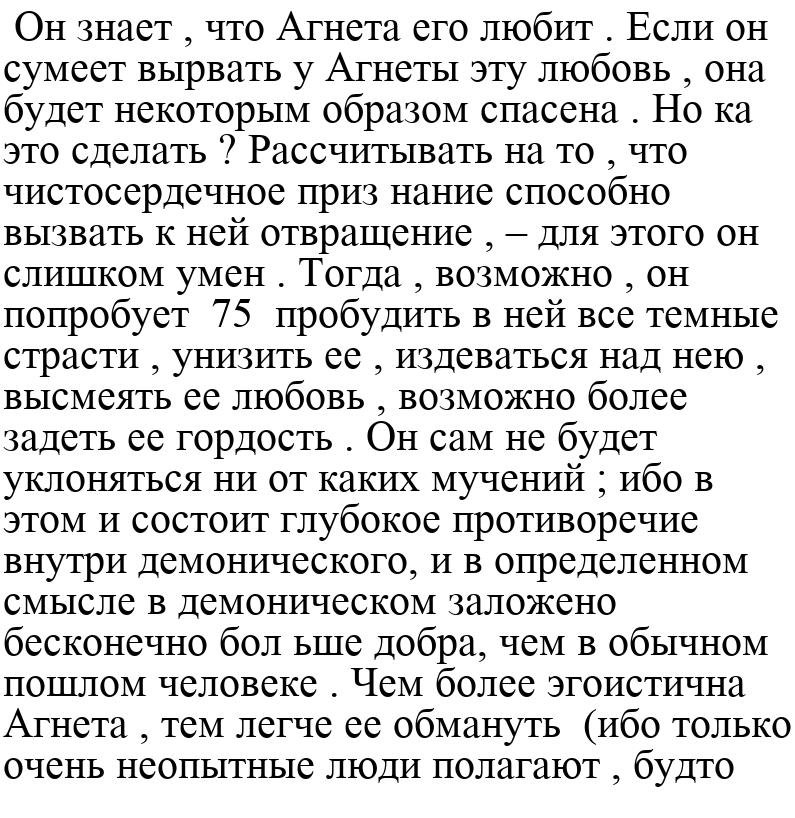 Он знает , что Агнета его любит . Если он
сумеет вырвать у Агнеты эту любовь , она
будет некоторым образом спасена . Но ка
это сделать ? Рассчитывать на то , что
чистосердечное приз нание способно
вызвать к ней отвращение , – для этого он
слишком умен . Тогда , возможно , он
попробует  75  пробудить в ней все темные
страсти , унизить ее , издеваться над нею ,
высмеять ее любовь , возможно более
задеть ее гордость . Он сам не будет
уклоняться ни от каких мучений ; ибо в
этом и состоит глубокое противоречие
внутри демонического, и в определенном
смысле в демоническом заложено
бесконечно бол ьше добра, чем в обычном
пошлом человеке . Чем более эгоистична
Агнета , тем легче ее обмануть  (ибо только
очень неопытные люди полагают , будто